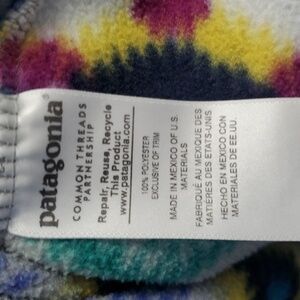 patagonia®
COMMON THREADS
PARTNERSHIP
Repair, Reuse, Recycle
This Product
www.patagonia.com
100% POLYESTER
EXCLUSIVE OF TRIM
MADE IN MEXICO OF U.S.
MATERIALS
FABRIQUÉ AU MEXIQUE DES
MATIÈRES DES ÉTATS-UNIS
HECHO EN MÉXICO CON
MATERIALES DE EE.UU.